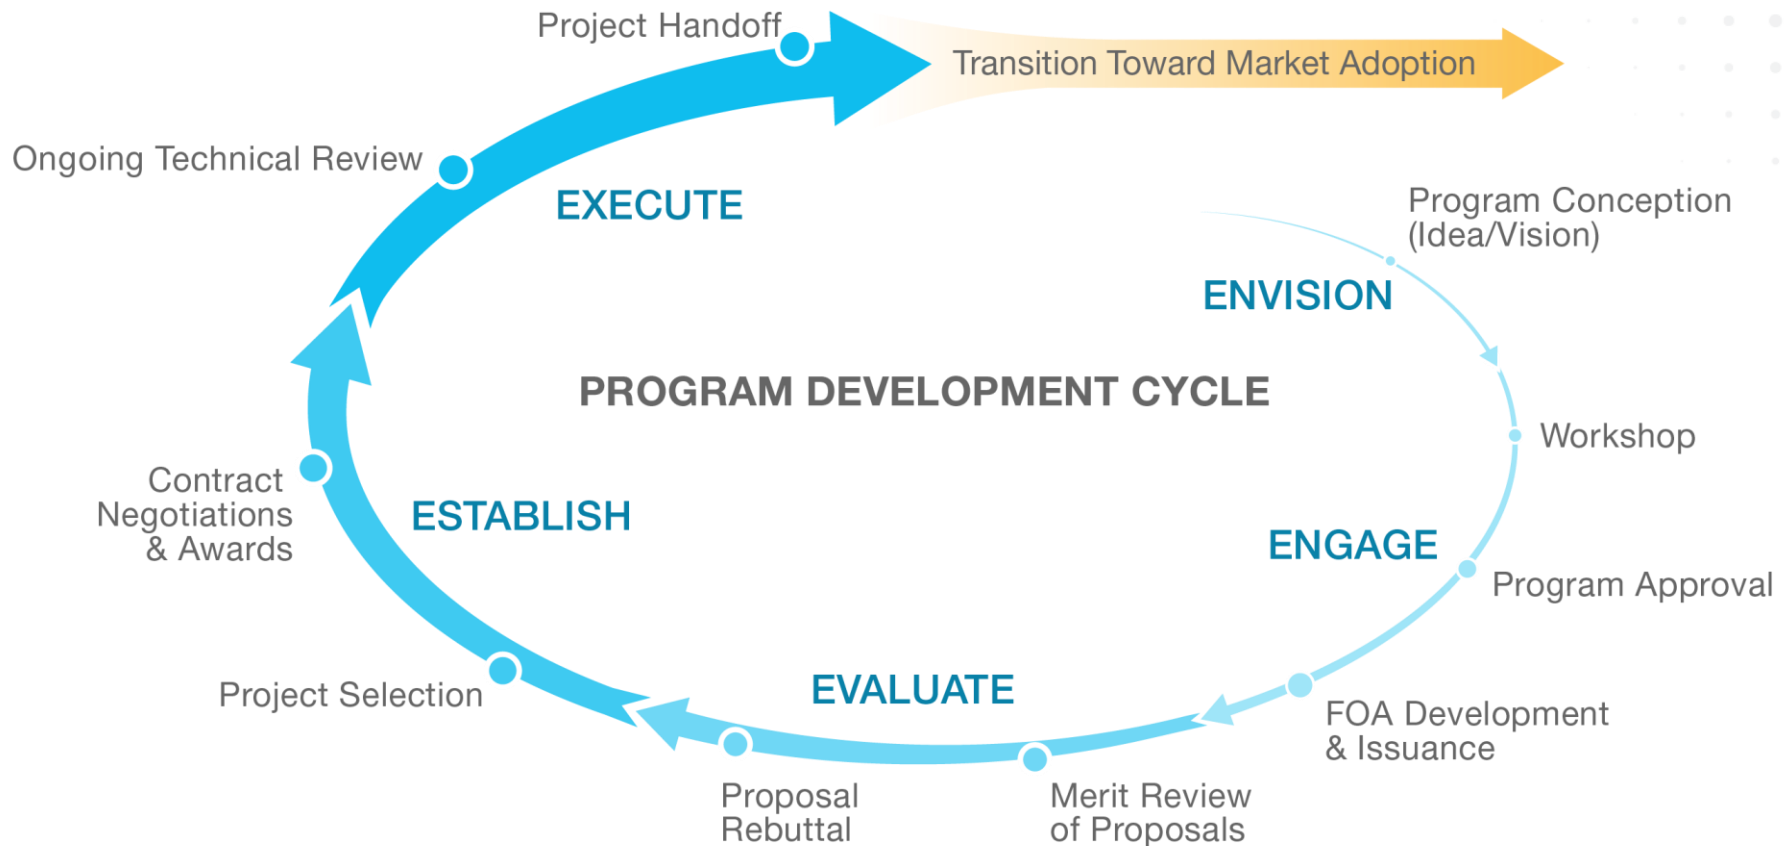 Project Handoff
Transition Toward Market Adoption
Ongoing Technical Review
EXECUTE
Program Conception
(Idea/Vision)
ENVISION
PROGRAM DEVELOPMENT CYCLE
Workshop
Contract
Negotiations
& Awards
ESTABLISH
ENGAGE
Program Approval
Project Selection
EVALUATE
FOA Development
& Issuance
Proposal
Rebuttal
Merit Review
of Proposals